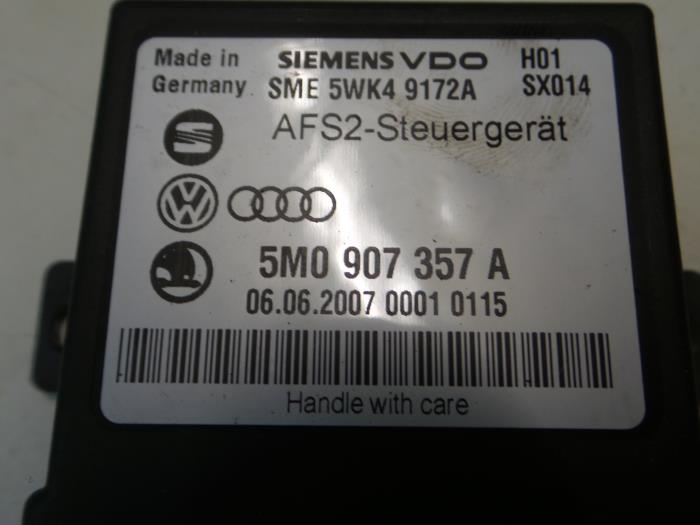 Made in SIEMENS VDO H01
Germany SME 5WK4 9172A SX014
AFS2-Steuergerät
5M0 907 357 A
06.06.2007 0001 0115
Handle with care